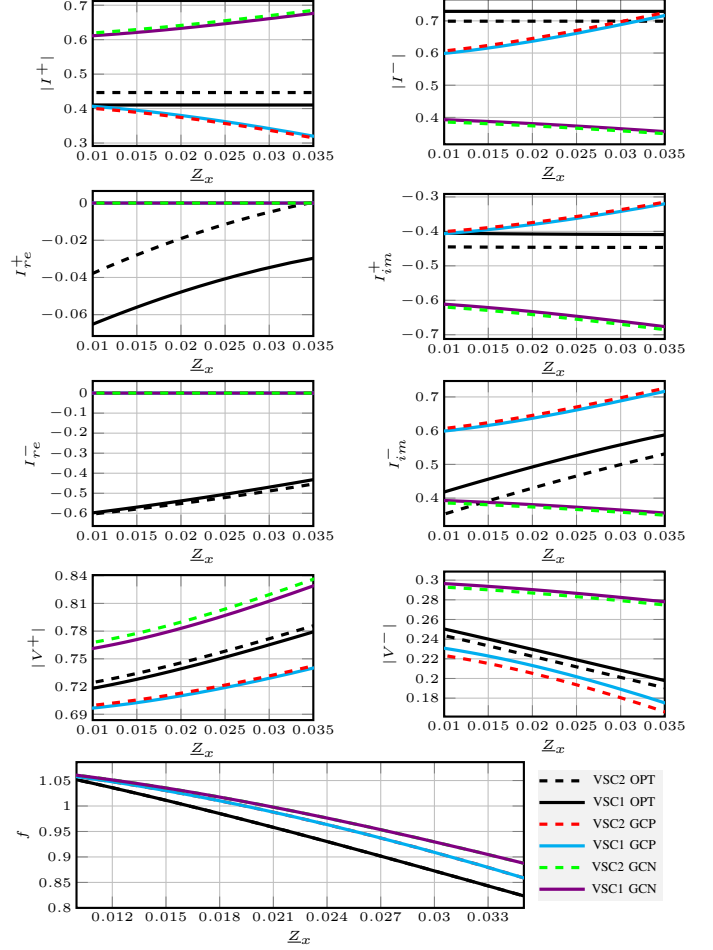 0.7
0.6
0.5
0.4
0.3
|I⁺|
0.01 0.015 0.02 0.025 0.03 0.035
Z̲ₓ
0.7
0.6
0.5
0.4
|I⁻|
0.01 0.015 0.02 0.025 0.03 0.035
Z̲ₓ
0
−0.02
−0.04
−0.06
I⁺ᵣₑ
0.01 0.015 0.02 0.025 0.03 0.035
Z̲ₓ
−0.3
−0.4
−0.5
−0.6
−0.7
I⁺ᵢₘ
0.01 0.015 0.02 0.025 0.03 0.035
Z̲ₓ
0
−0.1
−0.2
−0.3
−0.4
−0.5
−0.6
I⁻ᵣₑ
0.01 0.015 0.02 0.025 0.03 0.035
Z̲ₓ
0.7
0.6
0.5
0.4
I⁻ᵢₘ
0.01 0.015 0.02 0.025 0.03 0.035
Z̲ₓ
0.84
0.81
0.78
0.75
0.72
0.69
|V⁺|
0.01 0.015 0.02 0.025 0.03 0.035
Z̲ₓ
0.3
0.28
0.26
0.24
0.22
0.2
0.18
|V⁻|
0.01 0.015 0.02 0.025 0.03 0.035
Z̲ₓ
1.05
1
0.95
0.9
0.85
0.8
f
0.012 0.015 0.018 0.021 0.024 0.027 0.03 0.033
Z̲ₓ
VSC2 OPT
VSC1 OPT
VSC2 GCP
VSC1 GCP
VSC2 GCN
VSC1 GCN